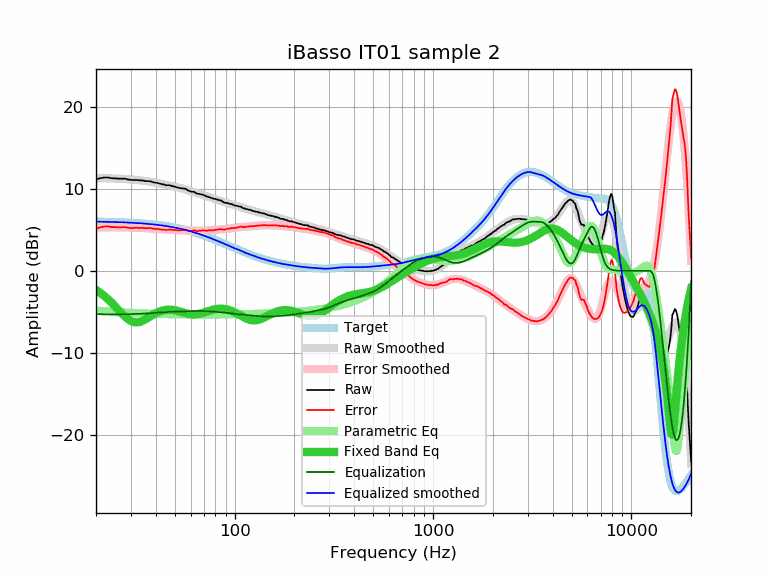 iBasso IT01 sample 2
Amplitude (dBr)
20
10
0
−10
−20
Target
Raw Smoothed
Error Smoothed
Raw
Error
Parametric Eq
Fixed Band Eq
Equalization
Equalized smoothed
100
1000
10000
Frequency (Hz)